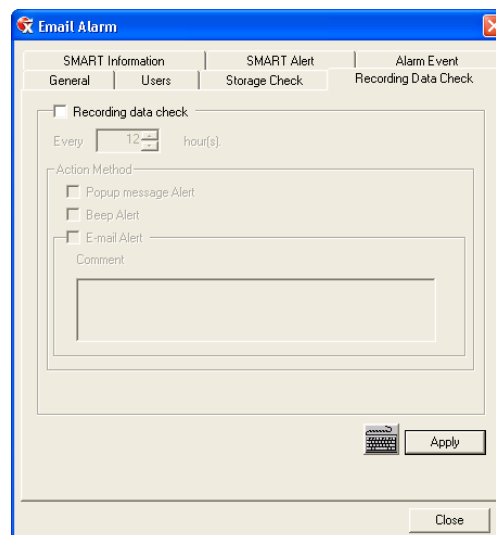 Email Alarm
SMART Information SMART Alert Alarm Event
General Users Storage Check Recording Data Check
Recording data check
Every 12 hour(s).
Action Method
Popup message Alert
Beep Alert
E-mail Alert
Comment
Apply
Close